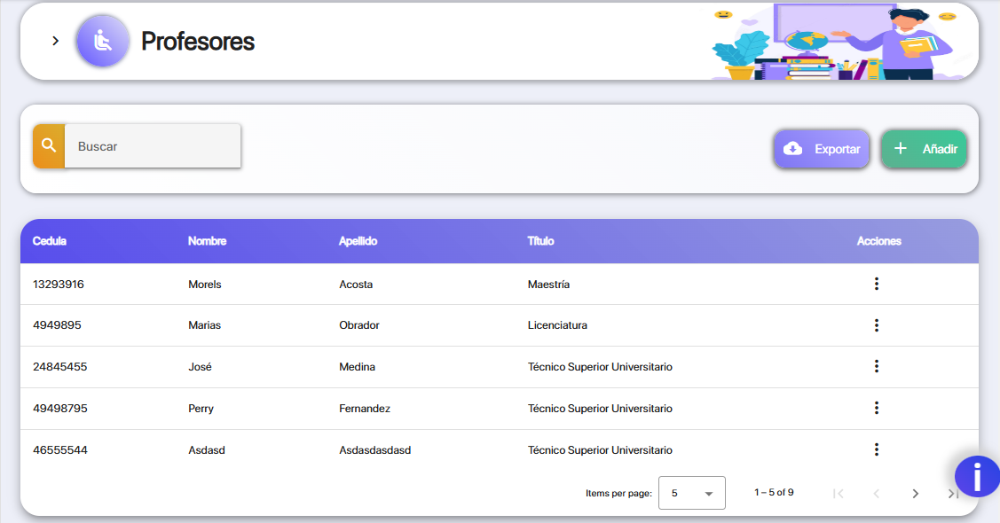 Profesores
Buscar
Exportar
Añadir
Cedula Nombre Apellido Título Acciones
13293916 Morels Acosta Maestría
4949895 Marias Obrador Licenciatura
24845455 José Medina Técnico Superior Universitario
49498795 Perry Fernandez Técnico Superior Universitario
46555544 Asdasd Asdasdasdasd Técnico Superior Universitario
Items per page: 5 1 – 5 of 9